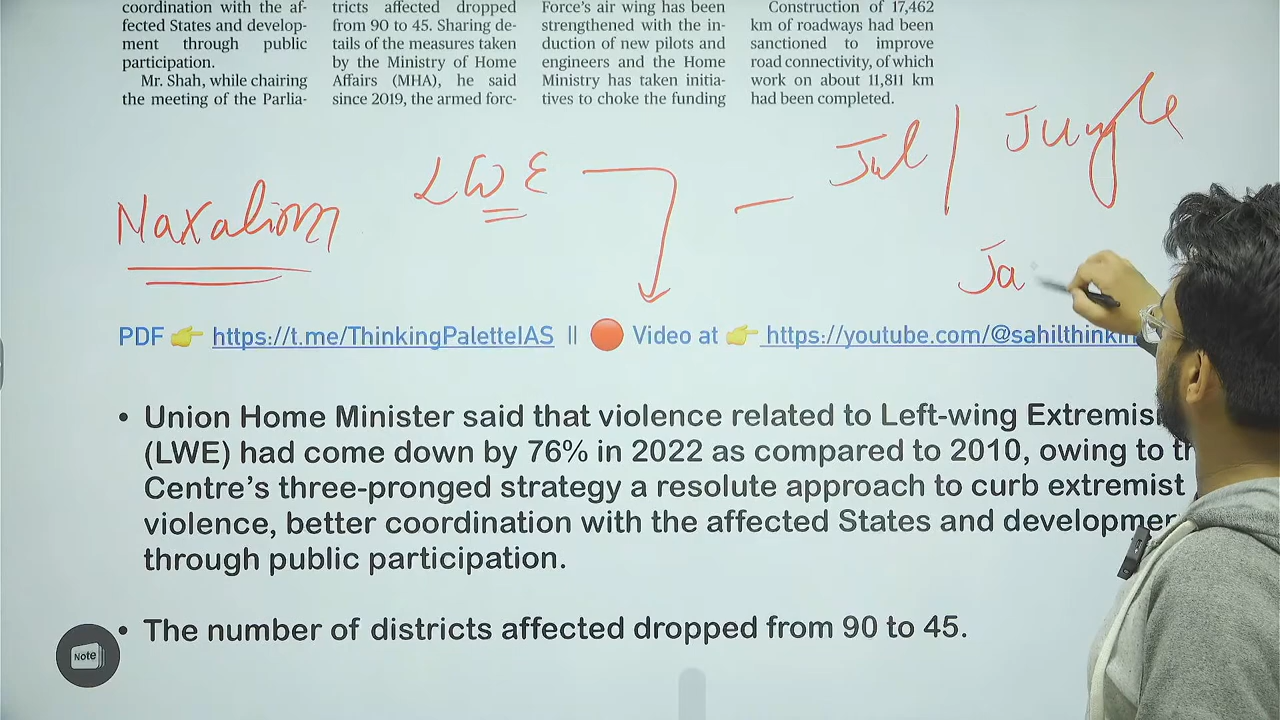 coordination with the af-
fected States and develop-
ment through public
participation.
Mr. Shah, while chairing
the meeting of the Parlia-
tricts affected dropped
from 90 to 45. Sharing de-
tails of the measures taken
by the Ministry of Home
Affairs (MHA), he said
since 2019, the armed forc-
Force's air wing has been
strengthened with the in-
duction of new pilots and
engineers and the Home
Ministry has taken initia-
tives to choke the funding
Construction of 17,462
km of roadways had been
sanctioned to improve
road connectivity, of which
work on about 11,811 km
had been completed.
Naxalism LWE – Jal / Jungle
Ja
PDF 👉 https://t.me/ThinkingPaletteIAS || 🔴 Video at 👉 https://youtube.com/@sahilthinkin
• Union Home Minister said that violence related to Left-wing Extremis
(LWE) had come down by 76% in 2022 as compared to 2010, owing to th
Centre's three-pronged strategy a resolute approach to curb extremist
violence, better coordination with the affected States and developmen
through public participation.
• The number of districts affected dropped from 90 to 45.
Note